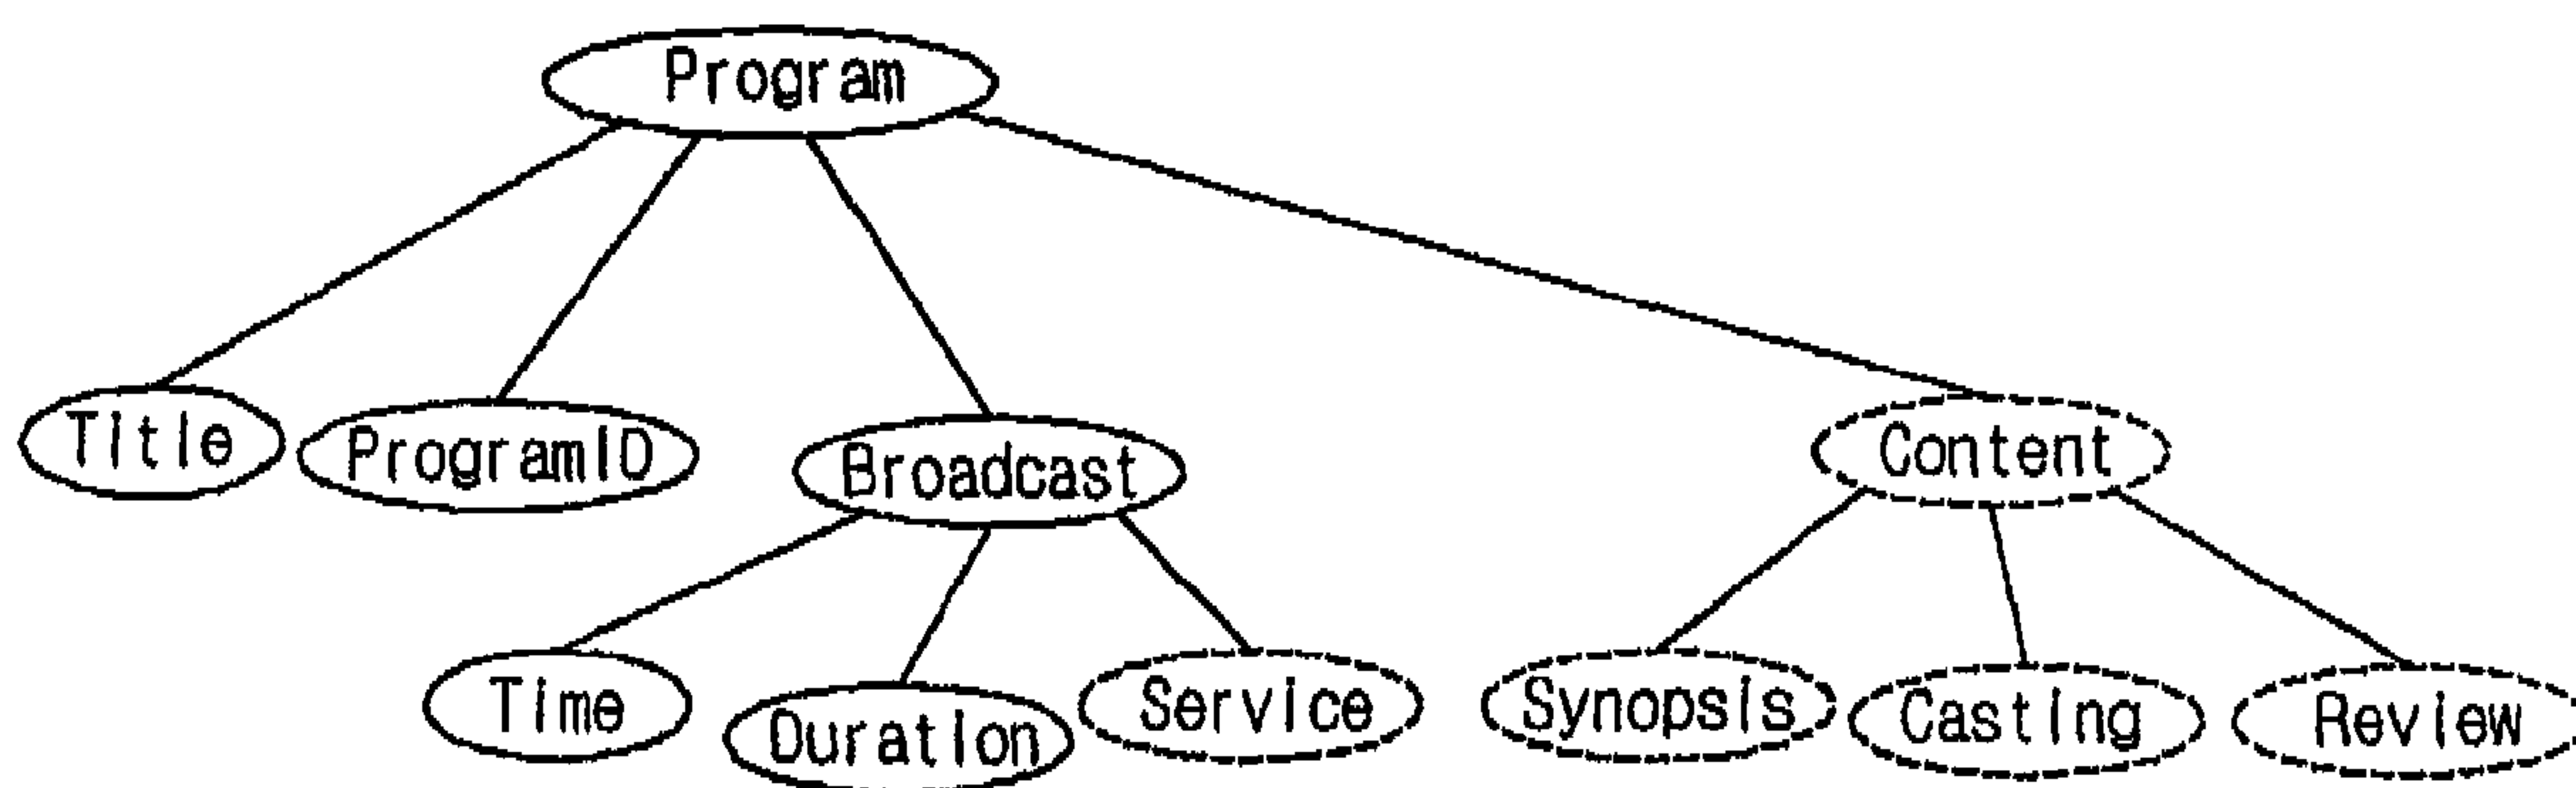 Program
Title
ProgramID
Broadcast
Content
Time
Duration
Service
Synopsis
Casting
Review